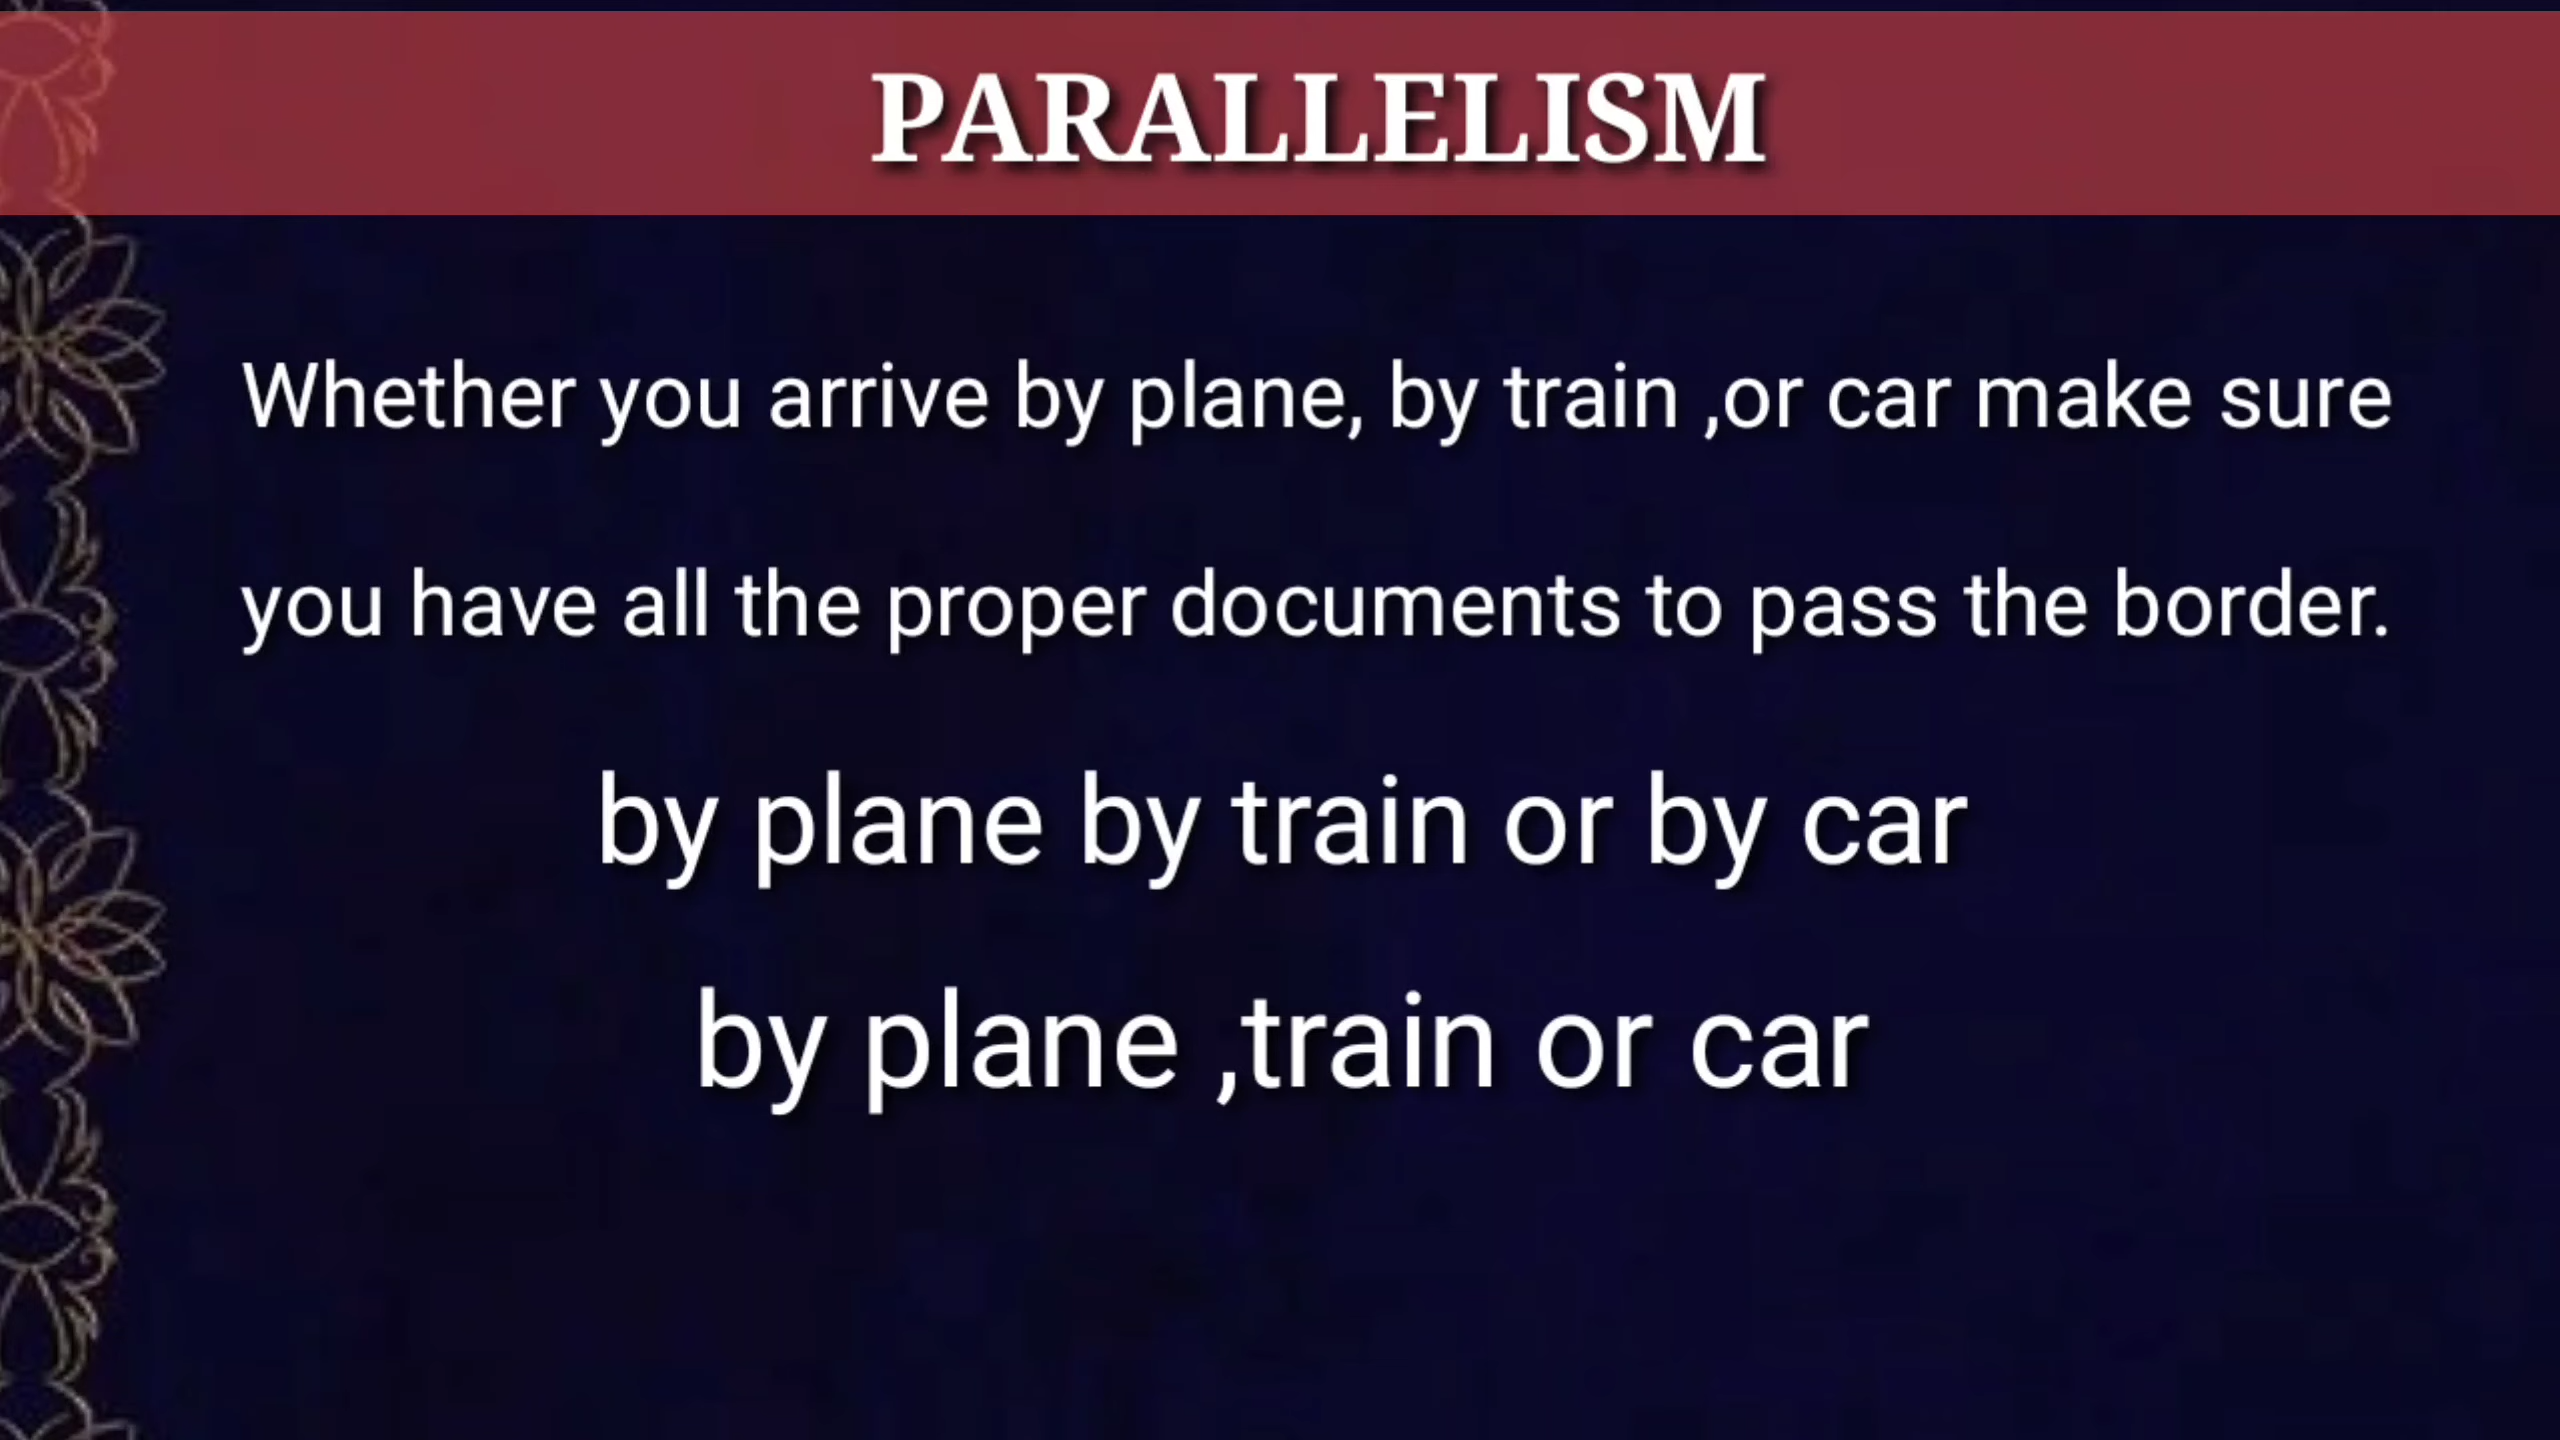 PARALLELISM
Whether you arrive by plane, by train ,or car make sure
you have all the proper documents to pass the border.
by plane by train or by car
by plane ,train or car